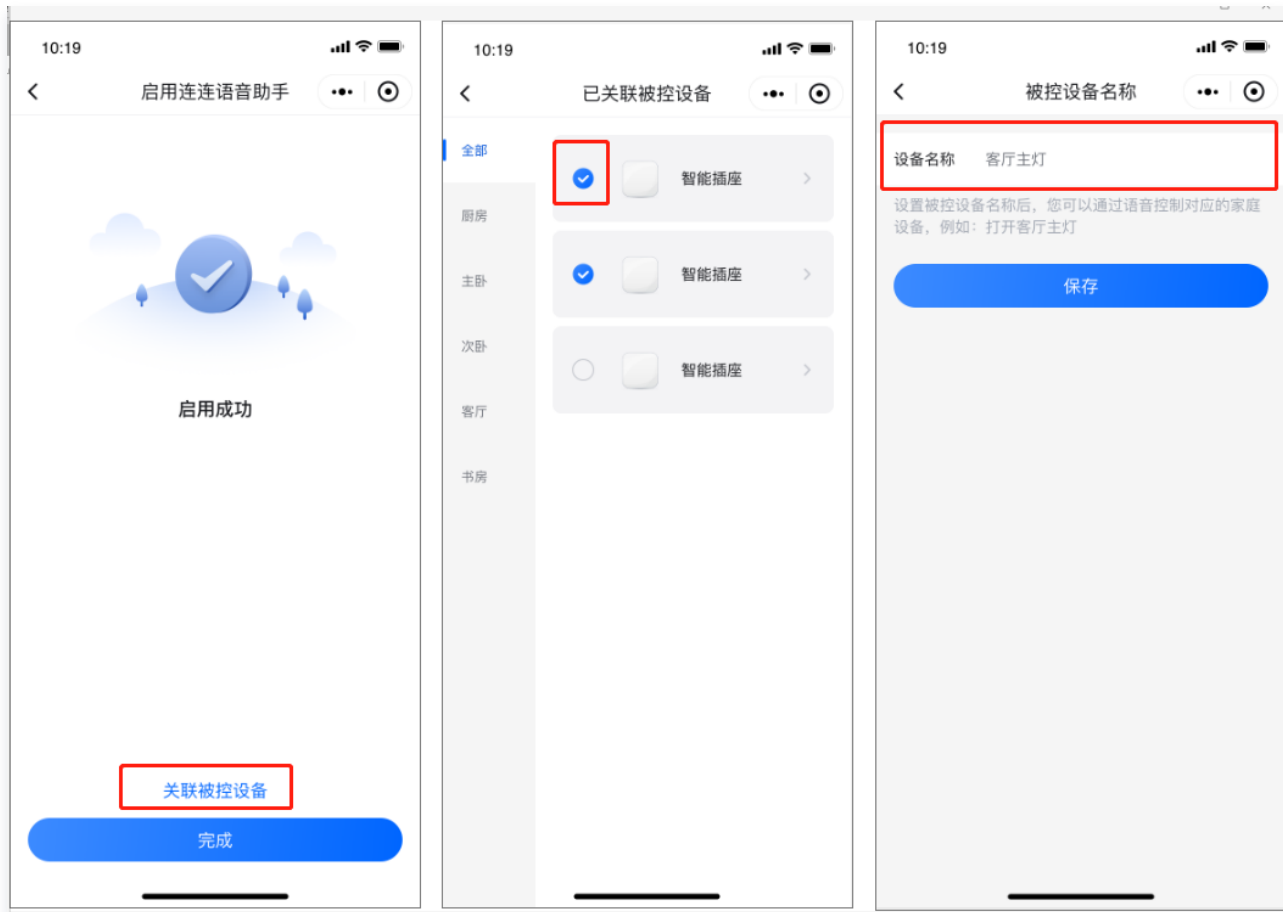 10:19
启用连连语音助手
启用成功
关联被控设备
完成
10:19
已关联被控设备
全部
厨房
主卧
次卧
客厅
书房
智能插座
智能插座
智能插座
10:19
被控设备名称
设备名称 客厅主灯
设置被控设备名称后，您可以通过语音控制对应的家庭
设备，例如：打开客厅主灯
保存